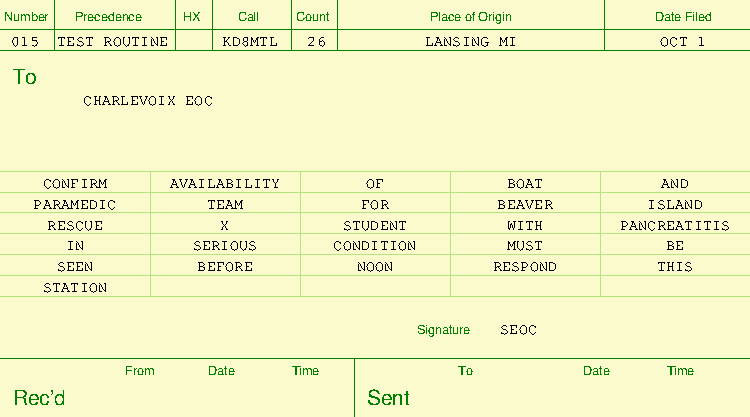 Number Precedence HX Call Count Place of Origin Date Filed
015 TEST ROUTINE KD8MTL 26 LANSING MI OCT 1
To
CHARLEVOIX EOC
CONFIRM AVAILABILITY OF BOAT AND
PARAMEDIC TEAM FOR BEAVER ISLAND
RESCUE X STUDENT WITH PANCREATITIS
IN SERIOUS CONDITION MUST BE
SEEN BEFORE NOON RESPOND THIS
STATION
Signature SEOC
From Date Time To Date Time
Rec'd Sent